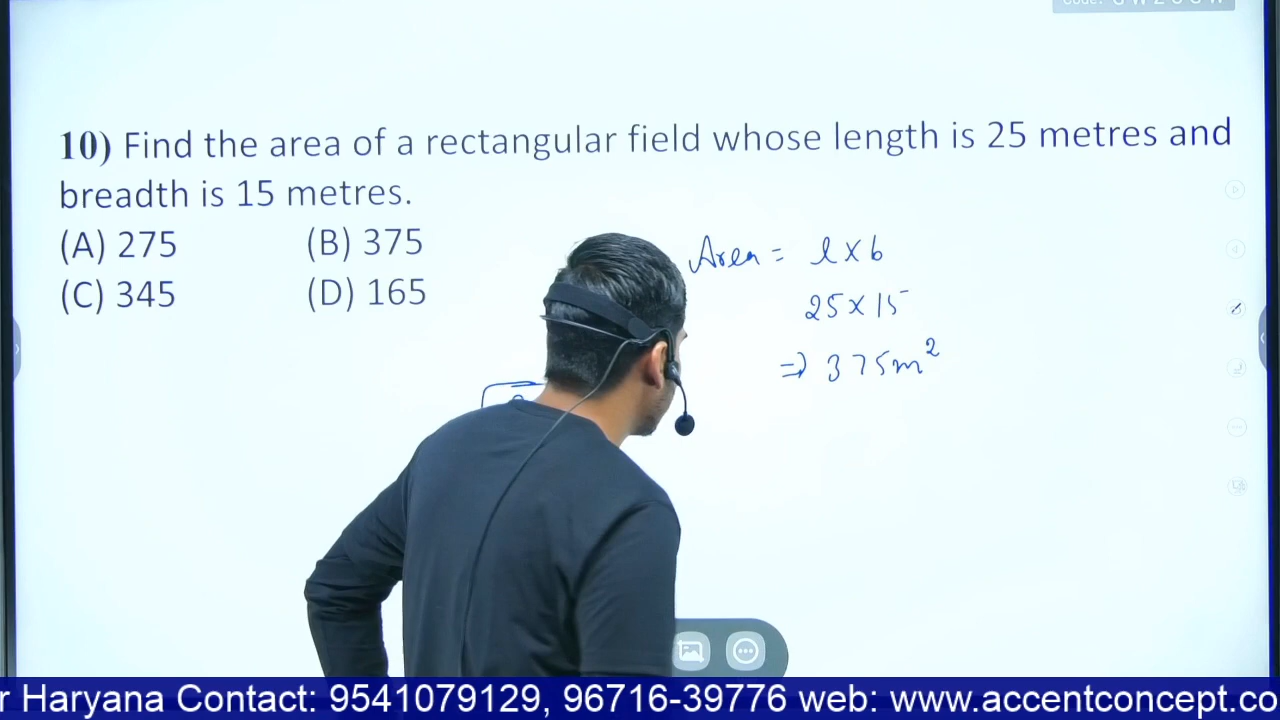 10) Find the area of a rectangular field whose length is 25 metres and
breadth is 15 metres.
(A) 275 (B) 375
(C) 345 (D) 165
Area = l × b
25 × 15
⇒ 375m²
r Haryana Contact: 9541079129, 96716-39776 web: www.accentconcept.co